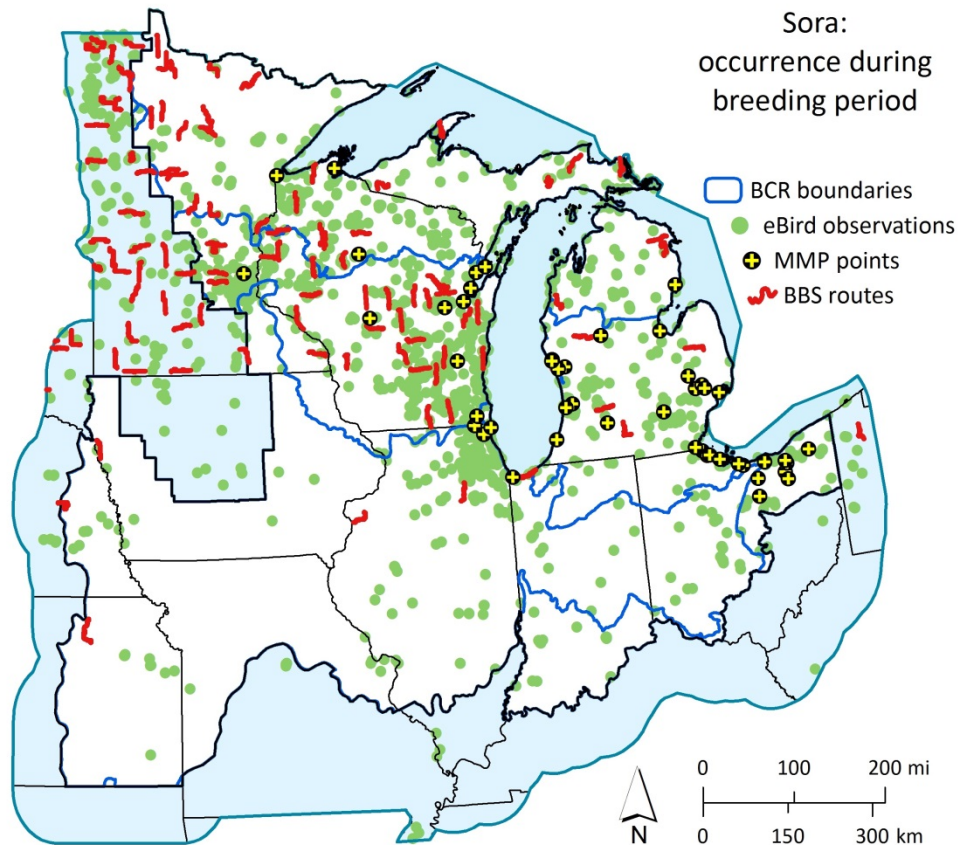 Sora:
occurrence during
breeding period
BCR boundaries
eBird observations
MMP points
BBS routes
0 100 200 mi
0 150 300 km
N